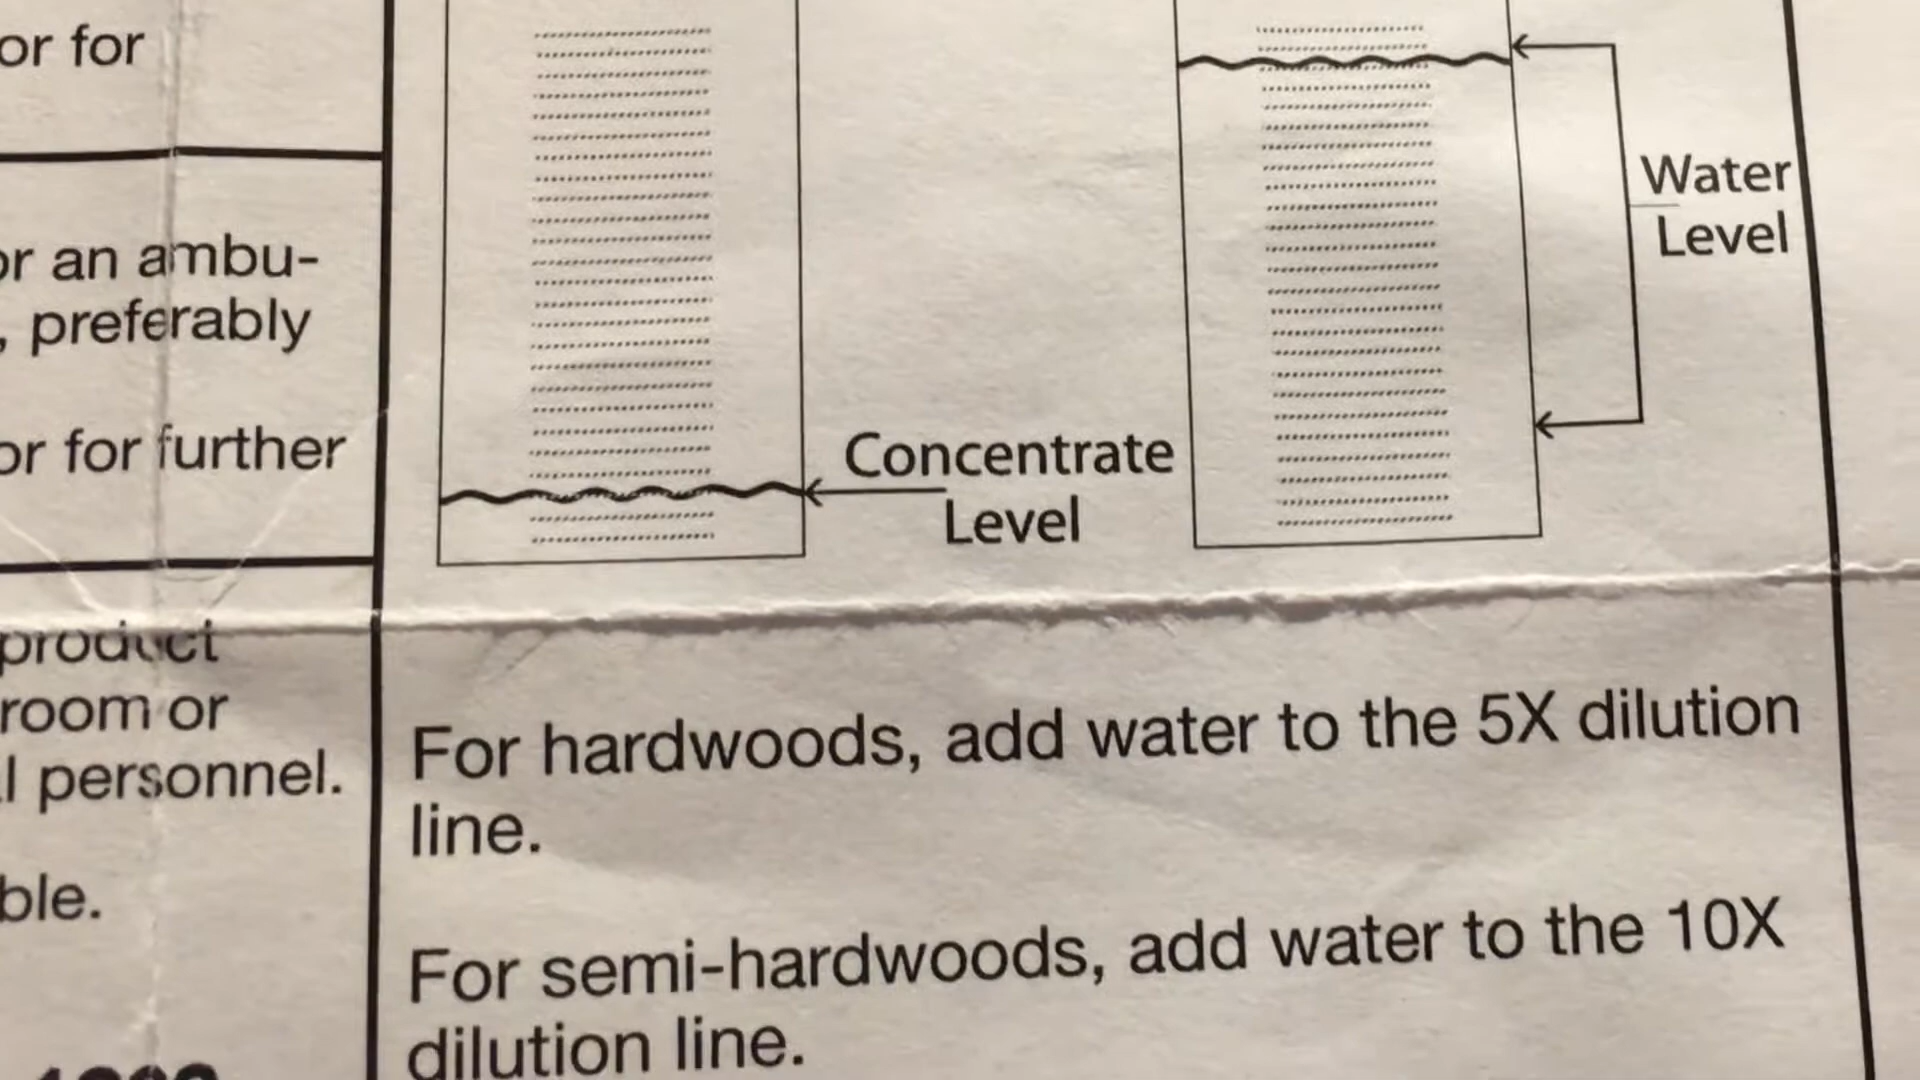 or for
or an ambu-
, preferably
or for further
product
room or
l personnel.
ble.
Concentrate
Level
Water
Level
For hardwoods, add water to the 5X dilution
line.
For semi-hardwoods, add water to the 10X
dilution line.